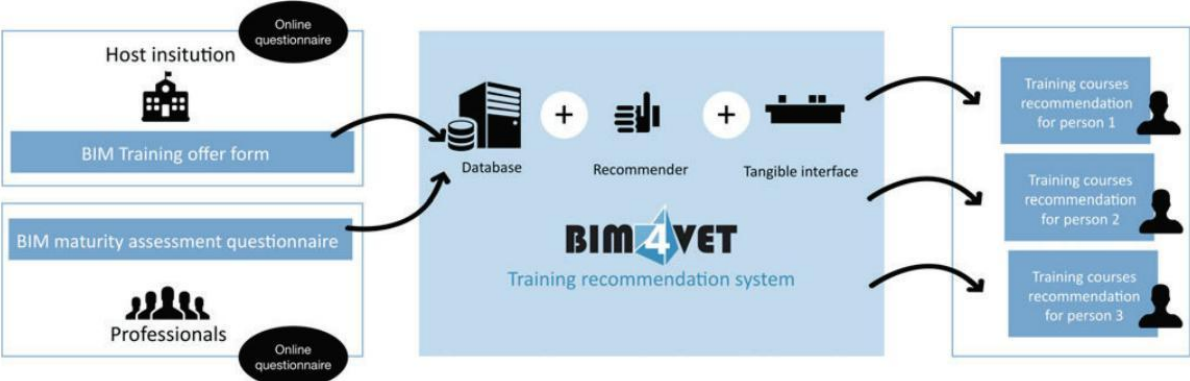 Online
questionnaire
Host insitution
BIM Training offer form
BIM maturity assessment questionnaire
Professionals
Online
questionnaire
+
+
Database
Recommender
Tangible interface
BIM4VET
Training recommendation system
Training courses
recommendation
for person 1
Training courses
recommendation
for person 2
Training courses
recommendation
for person 3